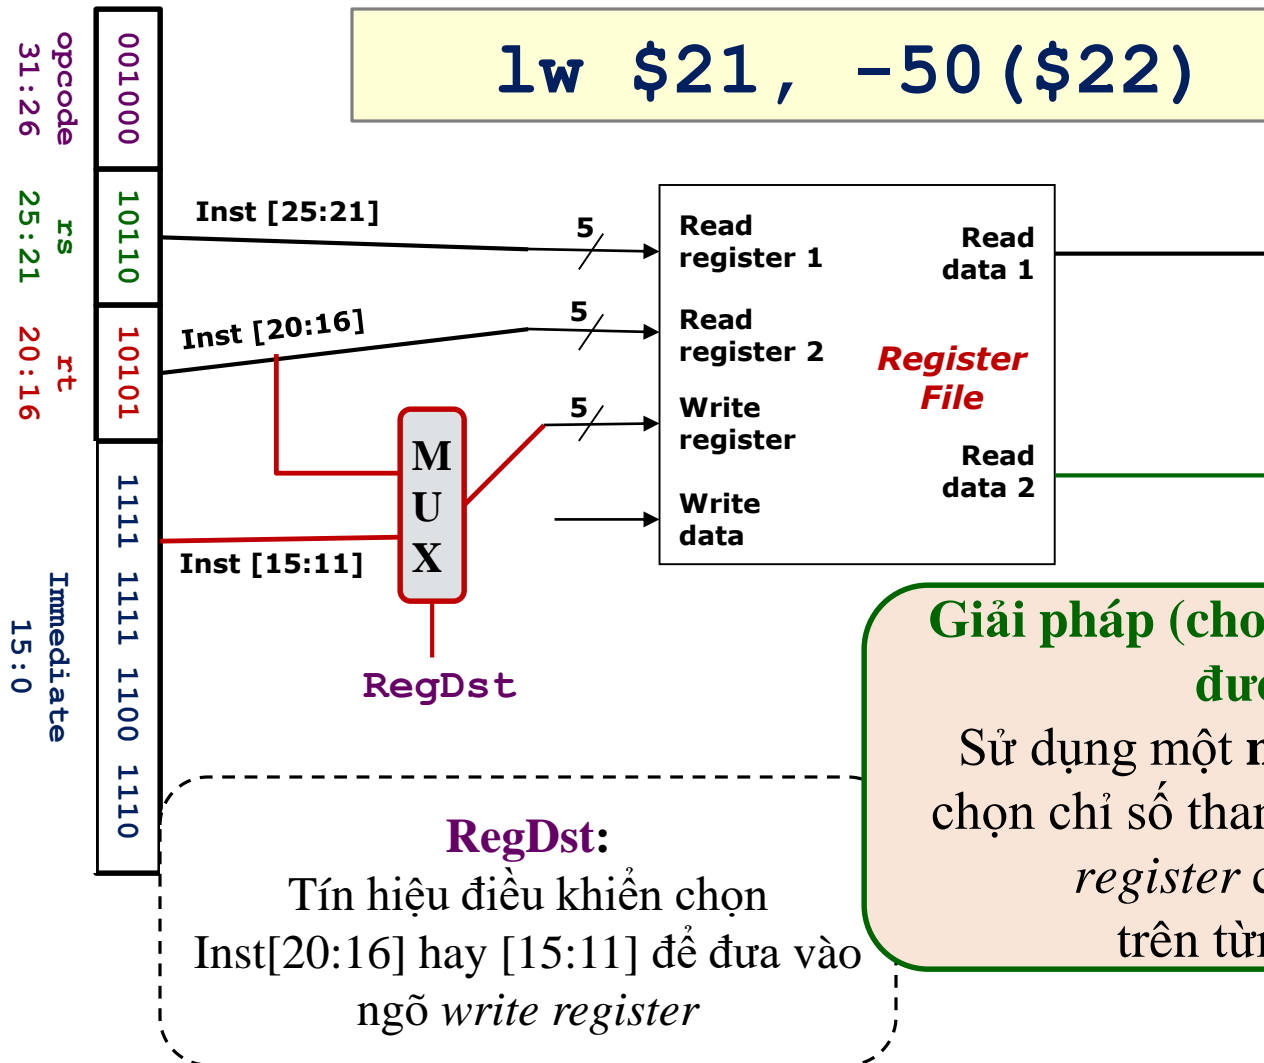 lw $21, -50($22)
opcode
31:26
001000
rs
25:21
10110
rt
20:16
10101
Immediate
15:0
1111 1111 1100 1110
Inst [25:21]
Inst [20:16]
Inst [15:11]
5
5
5
M
U
X
RegDst
Read
register 1
Read
register 2
Write
register
Write
data
Read
data 1
Register
File
Read
data 2
RegDst:
Tín hiệu điều khiển chọn
Inst[20:16] hay [15:11] để đưa vào
ngõ write register
Giải pháp (cho
Sử dụng một
chọn chỉ số
register
trên